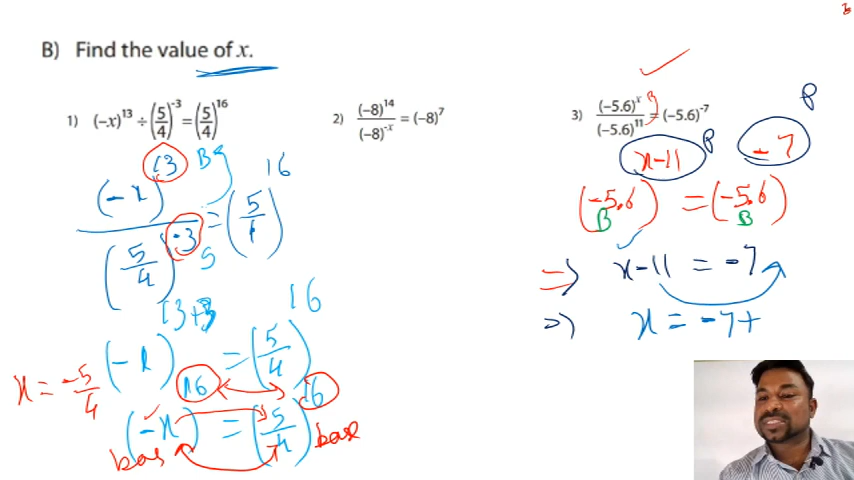 B) Find the value of x.
1) (−x)^13 ÷ (5/4)^-3 = (5/4)^16
(-x)^13 / (5/4)^-3 = (5/4)^16
13+3
(-x)^16 = (5/4)^16
x = -5/4
(-x) = (5/4)
base
2) (−8)^14 / (−8)^-x = (−8)^7
3) (−5.6)^x / (−5.6)^11 = (−5.6)^-7
(-5.6)^x-11 = (-5.6)^-7
B B
P P
=> x-11 = -7
=> x = -7+